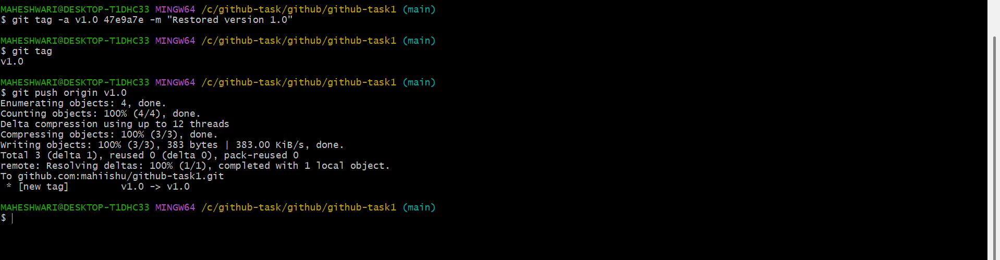 MAHESHWARI@DESKTOP-T1DHC33 MINGW64 /c/github-task/github/github-task1 (main)
$ git tag -a v1.0 47e9a7e -m "Restored version 1.0"
MAHESHWARI@DESKTOP-T1DHC33 MINGW64 /c/github-task/github/github-task1 (main)
$ git tag
v1.0
MAHESHWARI@DESKTOP-T1DHC33 MINGW64 /c/github-task/github/github-task1 (main)
$ git push origin v1.0
Enumerating objects: 4, done.
Counting objects: 100% (4/4), done.
Delta compression using up to 12 threads
Compressing objects: 100% (3/3), done.
Writing objects: 100% (3/3), 383 bytes | 383.00 KiB/s, done.
Total 3 (delta 1), reused 0 (delta 0), pack-reused 0
remote: Resolving deltas: 100% (1/1), completed with 1 local object.
To github.com:mahiishu/github-task1.git
 * [new tag]         v1.0 -> v1.0
MAHESHWARI@DESKTOP-T1DHC33 MINGW64 /c/github-task/github/github-task1 (main)
$